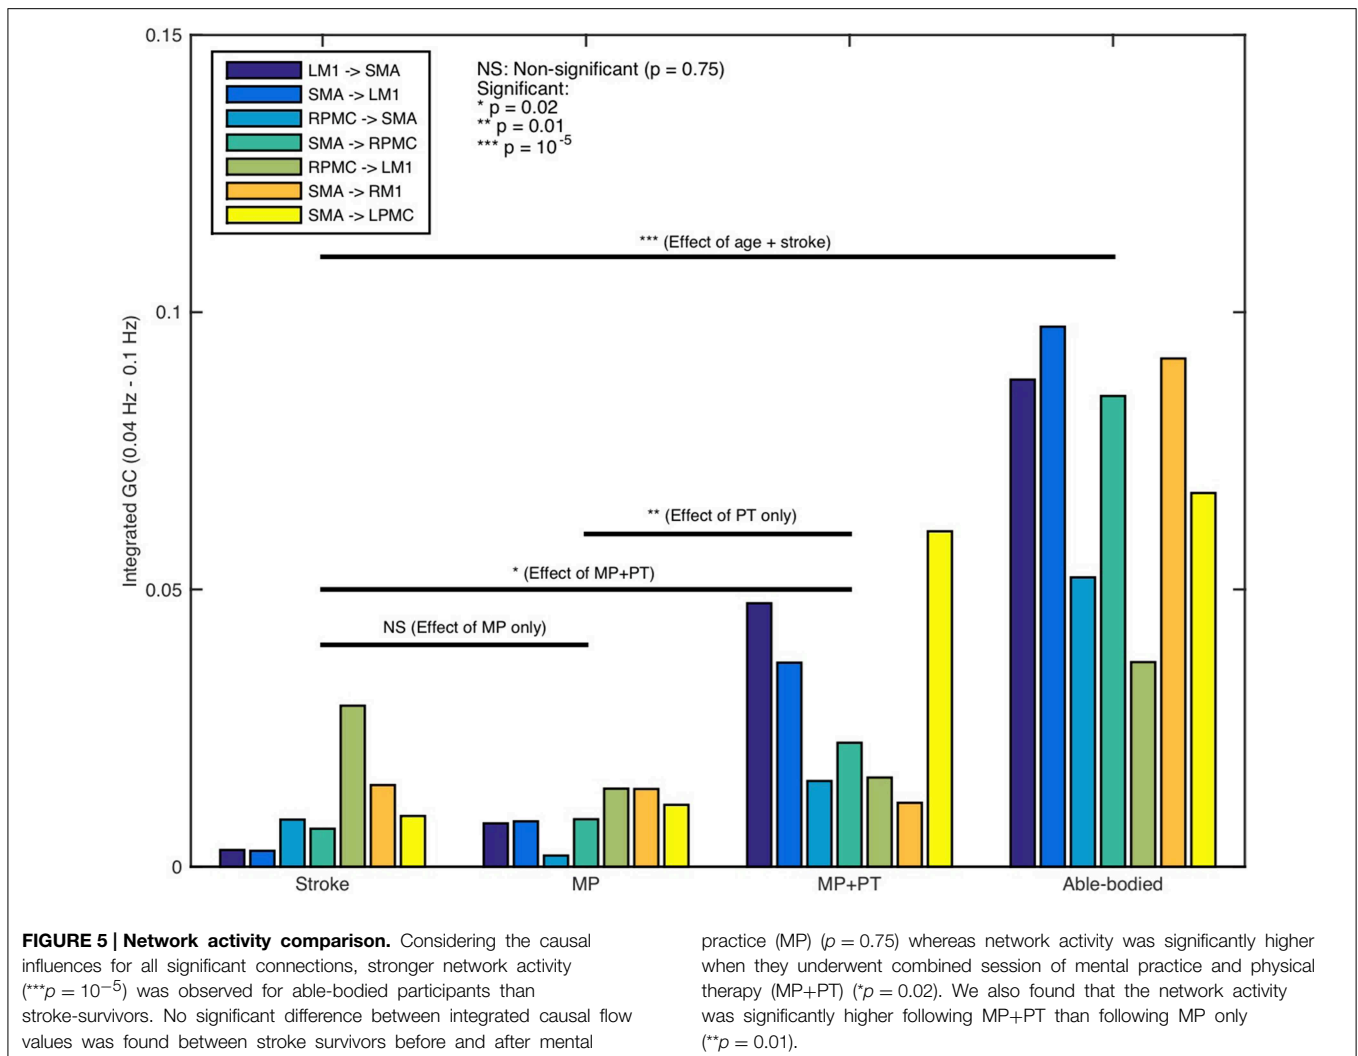 0.15
LM1 -> SMA
SMA -> LM1
RPMC -> SMA
SMA -> RPMC
RPMC -> LM1
SMA -> RM1
SMA -> LPMC
NS: Non-significant (p = 0.75)
Significant:
* p = 0.02
** p = 0.01
*** p = 10-5
*** (Effect of age + stroke)
0.1
Integrated GC (0.04 Hz - 0.1 Hz)
** (Effect of PT only)
* (Effect of MP+PT)
0.05
NS (Effect of MP only)
0
Stroke
MP
MP+PT
Able-bodied
FIGURE 5 | Network activity comparison. Considering the causal
influences for all significant connections, stronger network activity
(***p = 10−5) was observed for able-bodied participants than
stroke-survivors. No significant difference between integrated causal flow
values was found between stroke survivors before and after mental
practice (MP) (p = 0.75) whereas network activity was significantly higher
when they underwent combined session of mental practice and physical
therapy (MP+PT) (*p = 0.02). We also found that the network activity
was significantly higher following MP+PT than following MP only
(**p = 0.01).